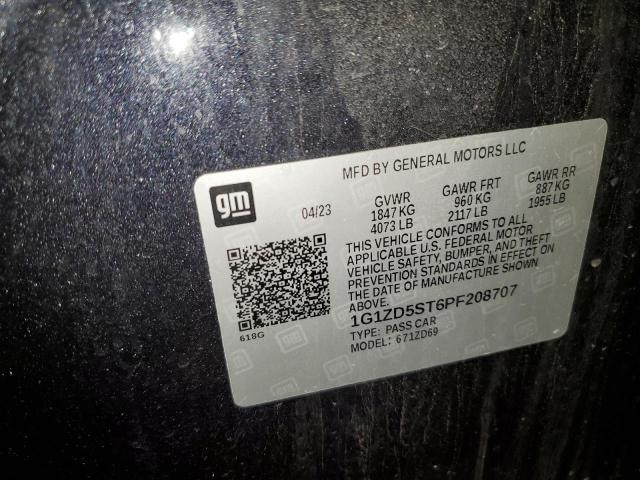 MFD BY GENERAL MOTORS LLC
gm
04/23
GVWR GAWR FRT GAWR RR
1847 KG 960 KG 887 KG
4073 LB 2117 LB 1955 LB
THIS VEHICLE CONFORMS TO ALL
APPLICABLE U.S. FEDERAL MOTOR
VEHICLE SAFETY, BUMPER, AND THEFT
PREVENTION STANDARDS IN EFFECT ON
THE DATE OF MANUFACTURE SHOWN
ABOVE.
1G1ZD5ST6PF208707
TYPE: PASS CAR
MODEL: 671ZD69
618G